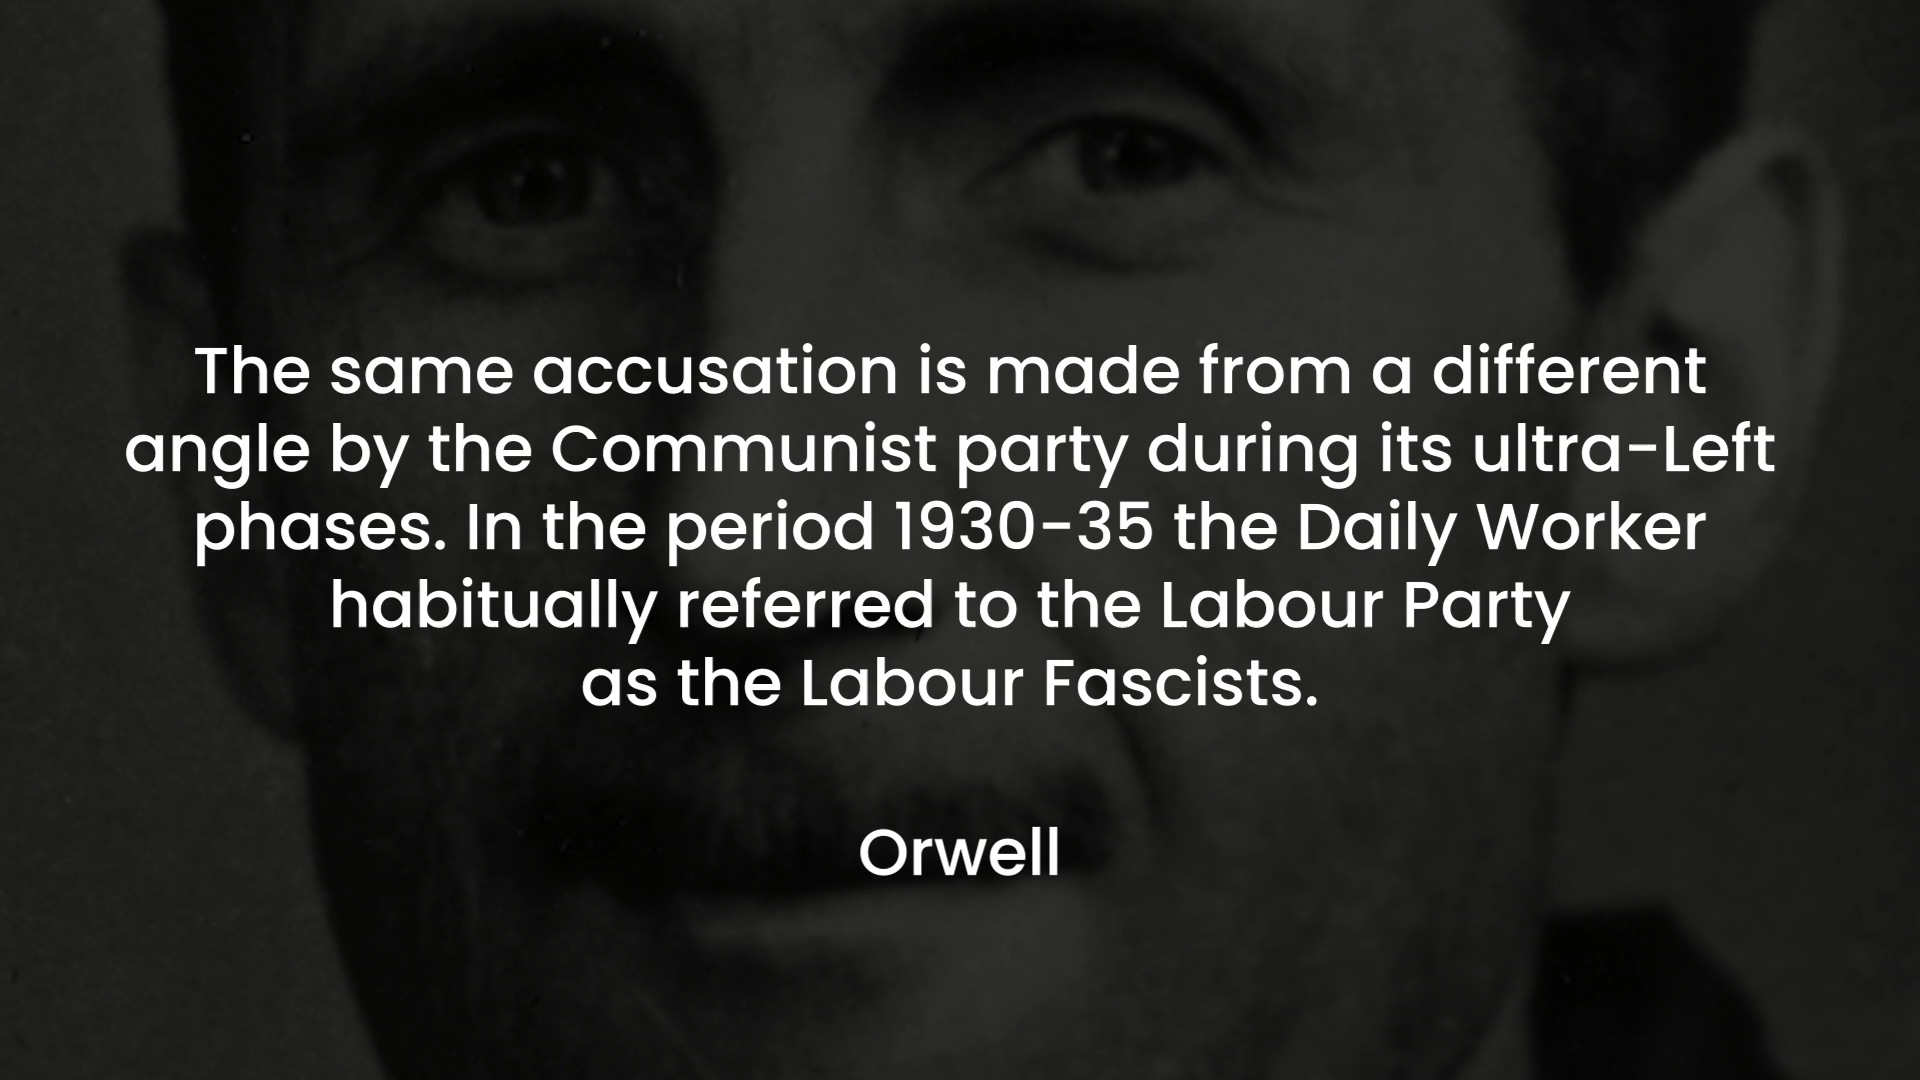 The same accusation is made from a different
angle by the Communist party during its ultra-Left
phases. In the period 1930-35 the Daily Worker
habitually referred to the Labour Party
as the Labour Fascists.
Orwell